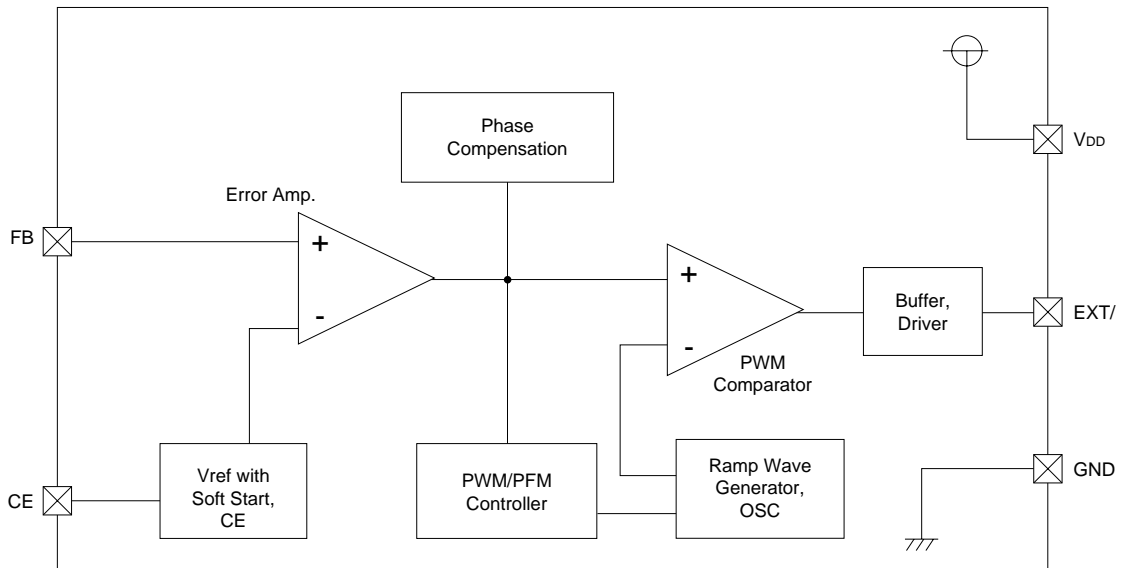 Phase
Compensation
VDD
Error Amp.
FB
+
-
+
-
Buffer,
Driver
EXT/
PWM
Comparator
CE
Vref with
Soft Start,
CE
PWM/PFM
Controller
Ramp Wave
Generator,
OSC
GND